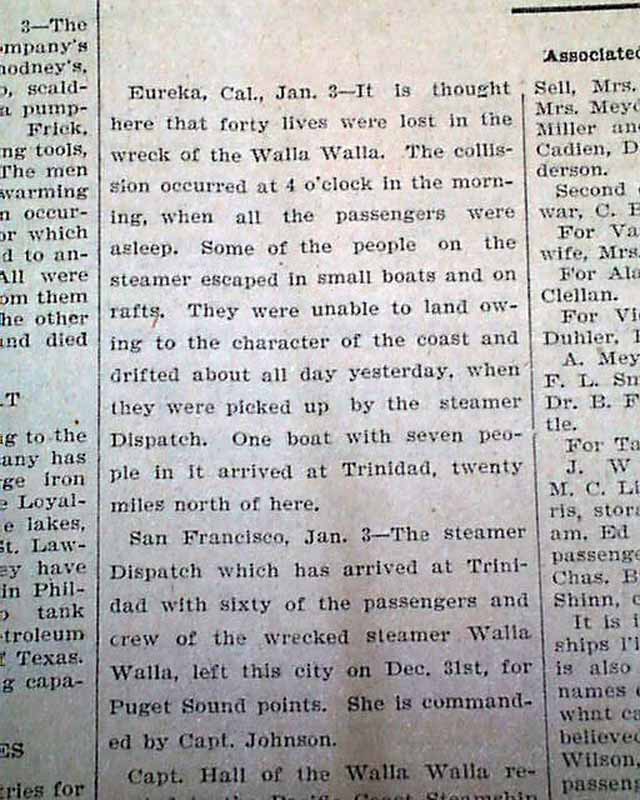 3—The
ompany's
nodney's,
o, scald-
a pump-
Frick,
ng tools,
The men
swarming
n occur-
or which
d to an-
All were
om them
he other
and died
LT
ng to the
any has
rge iron
e Loyal-
e lakes,
St. Law-
ey have
in Phil-
o tank
troleum
f Texas.
g capa-
ES
tries for
Eureka, Cal., Jan. 3—It is thought
here that forty lives were lost in the
wreck of the Walla Walla. The collis-
sion occurred at 4 o'clock in the morn-
ing, when all the passengers were
asleep. Some of the people on the
steamer escaped in small boats and on
rafts. They were unable to land ow-
ing to the character of the coast and
drifted about all day yesterday, when
they were picked up by the steamer
Dispatch. One boat with seven peo-
ple in it arrived at Trinidad, twenty
miles north of here.
San Francisco, Jan. 3—The steamer
Dispatch which has arrived at Trini-
dad with sixty of the passengers and
crew of the wrecked steamer Walla
Walla, left this city on Dec. 31st, for
Puget Sound points. She is command-
ed by Capt. Johnson.
Capt. Hall of the Walla Walla re-
Pacific Coast Steamship
Associated
Sell, Mrs.
Mrs. Mey
Miller and
Cadien, D
derson.
Second
war, C. B
For Va
wife, Mrs.
For Ala
Clellan.
For Vi
Duhler,
A. Mey
F. L. Sn
Dr. B. F
tle.
For Ta
J. W
M. C. Li
ris, stora
am. Ed
passenge
Chas. B
Shinn, c
It is i
ships l'i
is also
names
what ca
believed
Wilson,
passeng